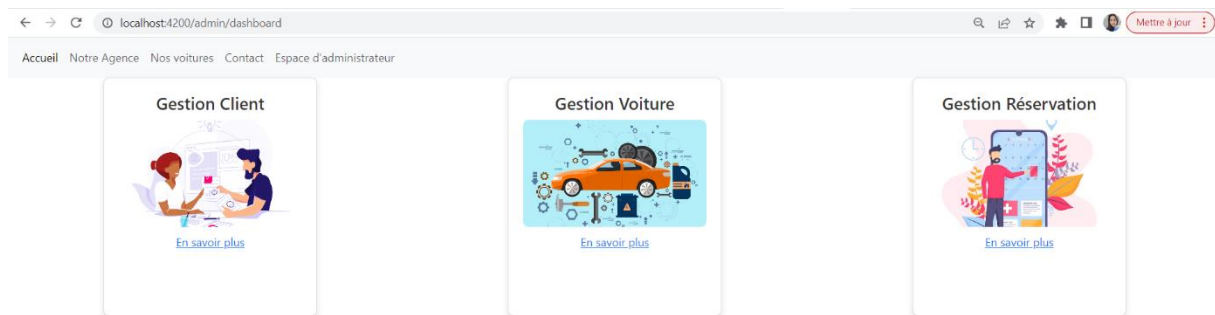 localhost:4200/admin/dashboard
Mettre à jour
Accueil Notre Agence Nos voitures Contact Espace d'administrateur
Gestion Client
Gestion Voiture
Gestion Réservation
En savoir plus
En savoir plus
En savoir plus